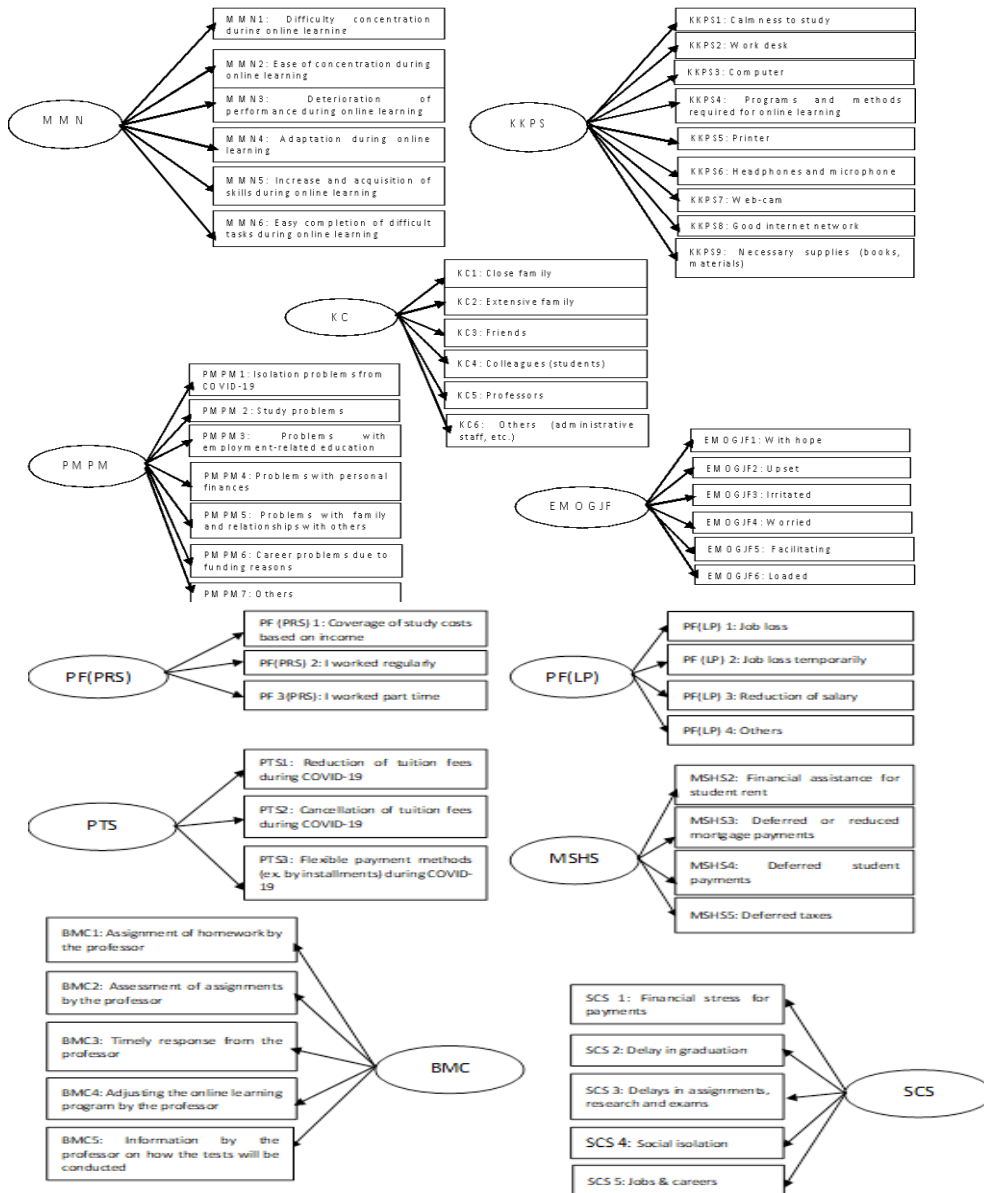 MMN
MMN1: Difficulty concentration
during online learning
MMN2: Ease of concentration during
online learning
MMN3: Deterioration of
performance during online learning
MMN4: Adaptation during online
learning
MMN5: Increase and acquisition of
skills during online learning
MMN6: Easy completion of difficult
tasks during online learning
KKPS
KKPS1: Calmness to study
KKPS2: Work desk
KKPS3: Computer
KKPS4: Programs and methods
required for online learning
KKPS5: Printer
KKPS6: Headphones and microphone
KKPS7: Web-cam
KKPS8: Good internet network
KKPS9: Necessary supplies (books,
materials)
KC
KC1: Close family
KC2: Extensive family
KC3: Friends
KC4: Colleagues (students)
KC5: Professors
KC6: Others (administrative
staff, etc.)
PMPM
PMPM1: Isolation problems from
COVID-19
PMPM 2: Study problems
PMPM3: Problems with
employment-related education
PMPM4: Problems with personal
finances
PMPM5: Problems with family
and relationships with others
PMPM6: Career problems due to
funding reasons
PMPM7: Others
EMOGJF
EMOGJF1: With hope
EMOGJF2: Upset
EMOGJF3: Irritated
EMOGJF4: Worried
EMOGJF5: Facilitating
EMOGJF6: Loaded
PF(PRS)
PF (PRS) 1: Coverage of study costs
based on income
PF(PRS) 2: I worked regularly
PF 3(PRS): I worked part time
PF(LP)
PF(LP) 1: Job loss
PF (LP) 2: Job loss temporarily
PF(LP) 3: Reduction of salary
PF(LP) 4: Others
PTS
PTS1: Reduction of tuition fees
during COVID-19
PTS2: Cancellation of tuition fees
during COVID-19
PTS3: Flexible payment methods
(ex. by installments) during COVID-
19
MSHS
MSHS2: Financial assistance for
student rent
MSHS3: Deferred or reduced
mortgage payments
MSHS4: Deferred student
payments
MSHS5: Deferred taxes
BMC1: Assignment of homework by
the professor
BMC2: Assessment of assignments
by the professor
BMC3: Timely response from the
professor
BMC4: Adjusting the online learning
program by the professor
BMC5: Information by the
professor on how the tests will be
conducted
BMC
SCS 1: Financial stress for
payments
SCS 2: Delay in graduation
SCS 3: Delays in assignments,
research and exams
SCS 4: Social isolation
SCS 5: Jobs & careers
SCS